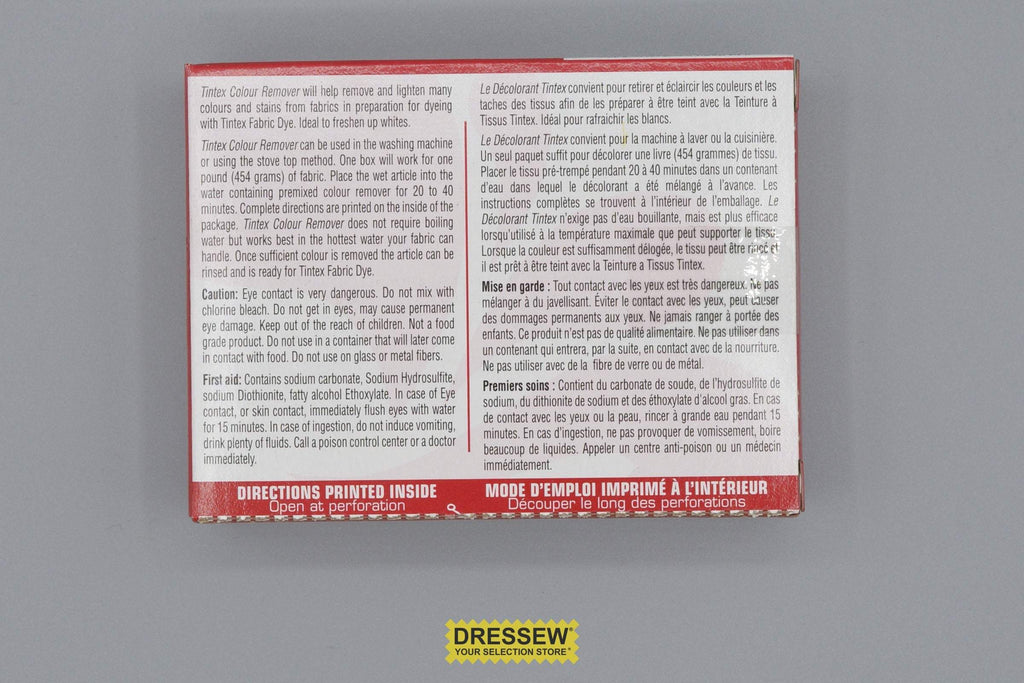 Tintex Colour Remover will help remove and lighten many
colours and stains from fabrics in preparation for dyeing
with Tintex Fabric Dye. Ideal to freshen up whites.
Tintex Colour Remover can be used in the washing machine
or using the stove top method. One box will work for one
pound (454 grams) of fabric. Place the wet article into the
water containing premixed colour remover for 20 to 40
minutes. Complete directions are printed on the inside of the
package. Tintex Colour Remover does not require boiling
water but works best in the hottest water your fabric can
handle. Once sufficient colour is removed the article can be
rinsed and is ready for Tintex Fabric Dye.
Caution: Eye contact is very dangerous. Do not mix with
chlorine bleach. Do not get in eyes, may cause permanent
eye damage. Keep out of the reach of children. Not a food
grade product. Do not use in a container that will later come
in contact with food. Do not use on glass or metal fibers.
First aid: Contains sodium carbonate, Sodium Hydrosulfite,
sodium Diothionite, fatty alcohol Ethoxylate. In case of Eye
contact, or skin contact, immediately flush eyes with water
for 15 minutes. In case of ingestion, do not induce vomiting,
drink plenty of fluids. Call a poison control center or a doctor
immediately.
DIRECTIONS PRINTED INSIDE
Open at perforation
Le Décolorant Tintex convient pour retirer et éclaircir les couleurs et les
taches des tissus afin de les préparer à être teint avec la Teinture à
Tissus Tintex. Idéal pour rafraichir les blancs.
Le Décolorant Tintex convient pour la machine à laver ou la cuisinière.
Un seul paquet suffit pour décolorer une livre (454 grammes) de tissu.
Placer le tissu pré-trempé pendant 20 à 40 minutes dans un contenant
d'eau dans lequel le décolorant a été mélangé à l'avance. Les
instructions complètes se trouvent à l'intérieur de l'emballage. Le
Décolorant Tintex n'exige pas d'eau bouillante, mais est plus efficace
lorsqu'utilisé à la température maximale que peut supporter le tissu.
Lorsque la couleur est suffisamment délogée, le tissu peut être rincé et
il est prêt à être teint avec la Teinture a Tissus Tintex.
Mise en garde : Tout contact avec les yeux est très dangereux. Ne pas
mélanger à du javellisant. Éviter le contact avec les yeux, peut causer
des dommages permanents aux yeux. Ne jamais ranger à portée des
enfants. Ce produit n'est pas de qualité alimentaire. Ne pas utiliser dans
un contenant qui entrera, par la suite, en contact avec de la nourriture.
Ne pas utiliser avec de la fibre de verre ou de métal.
Premiers soins : Contient du carbonate de soude, de l'hydrosulfite de
sodium, du dithionite de sodium et des éthoxylate d'alcool gras. En cas
de contact avec les yeux ou la peau, rincer à grande eau pendant 15
minutes. En cas d'ingestion, ne pas provoquer de vomissement, boire
beaucoup de liquides. Appeler un centre anti-poison ou un médecin
immédiatement.
MODE D'EMPLOI IMPRIMÉ À L'INTÉRIEUR
Découper le long des perforations
DRESSEW®
YOUR SELECTION STORE®